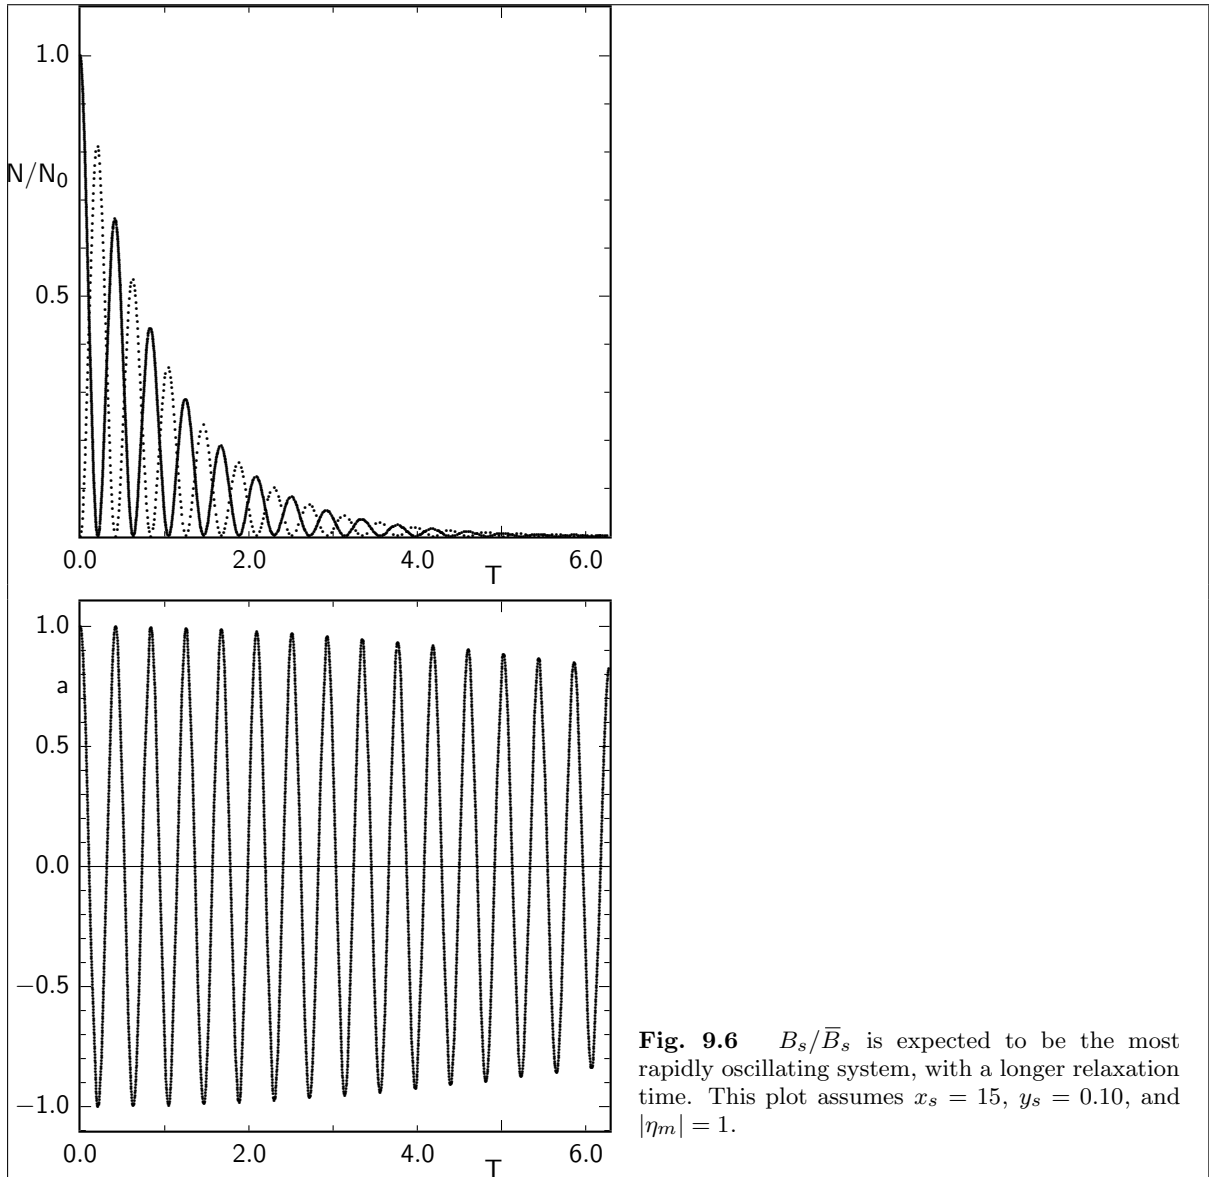 1.0
N/N₀
0.5
0.0 2.0 4.0 6.0
T
1.0
a
0.5
0.0
−0.5
−1.0
0.0 2.0 4.0 6.0
T
Fig. 9.6 Bₛ/B̅ₛ is expected to be the most
rapidly oscillating system, with a longer relaxation
time. This plot assumes xₛ = 15, yₛ = 0.10, and
|ηₘ| = 1.